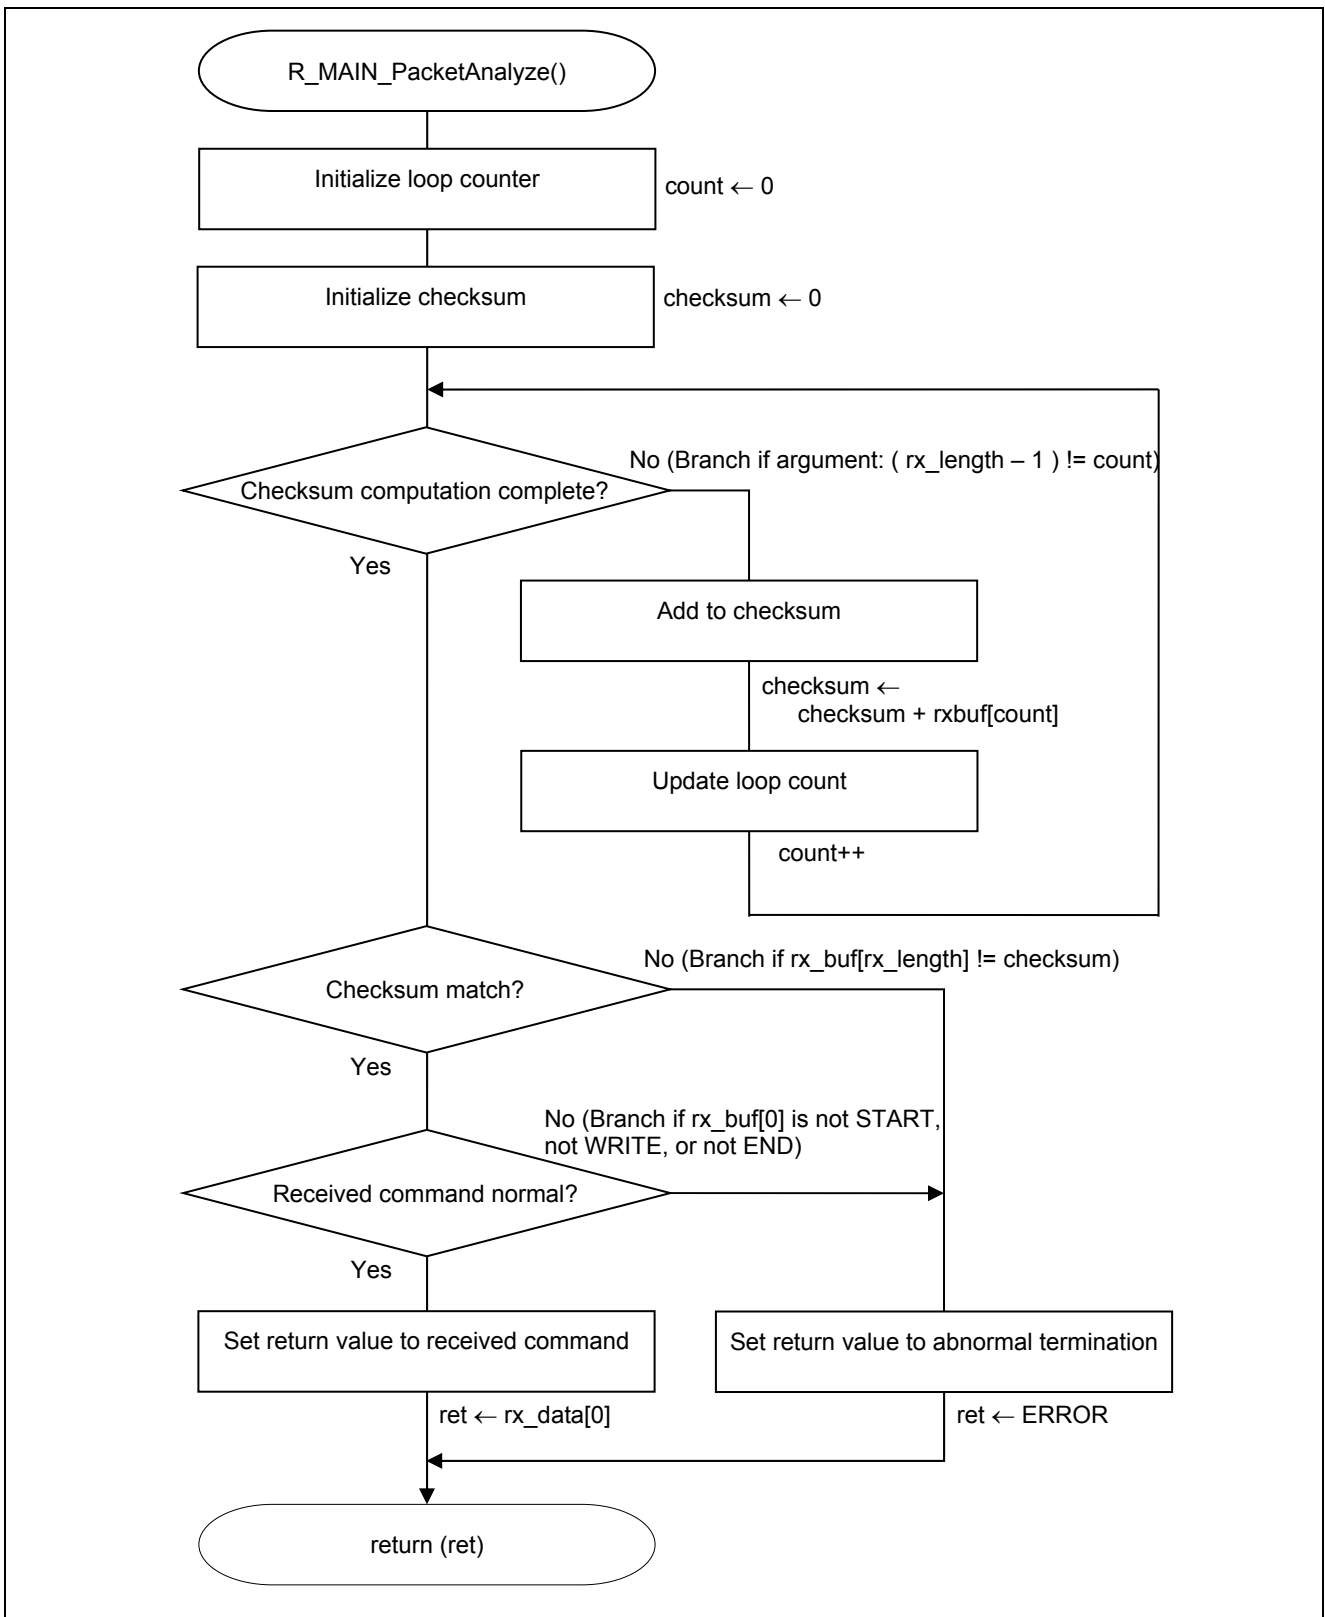 R_MAIN_PacketAnalyze()
Initialize loop counter
count ← 0
Initialize checksum
checksum ← 0
No (Branch if argument: ( rx_length – 1 ) != count)
Checksum computation complete?
Yes
Add to checksum
checksum ←
checksum + rxbuf[count]
Update loop count
count++
No (Branch if rx_buf[rx_length] != checksum)
Checksum match?
Yes
No (Branch if rx_buf[0] is not START,
not WRITE, or not END)
Received command normal?
Yes
Set return value to received command
Set return value to abnormal termination
ret ← rx_data[0]
ret ← ERROR
return (ret)